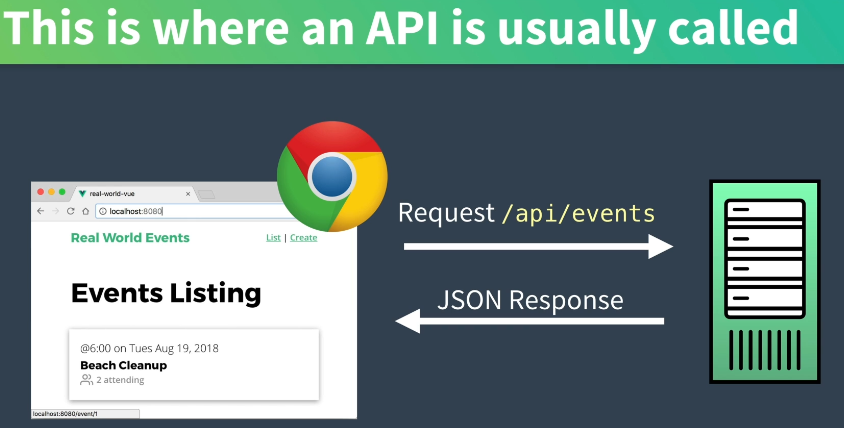 This is where an API is usually called
real-world-vue
localhost:8080
Real World Events
List | Create
Request /api/events
Events Listing
JSON Response
@6:00 on Tues Aug 19, 2018
Beach Cleanup
2 attending
localhost:8080/event/1